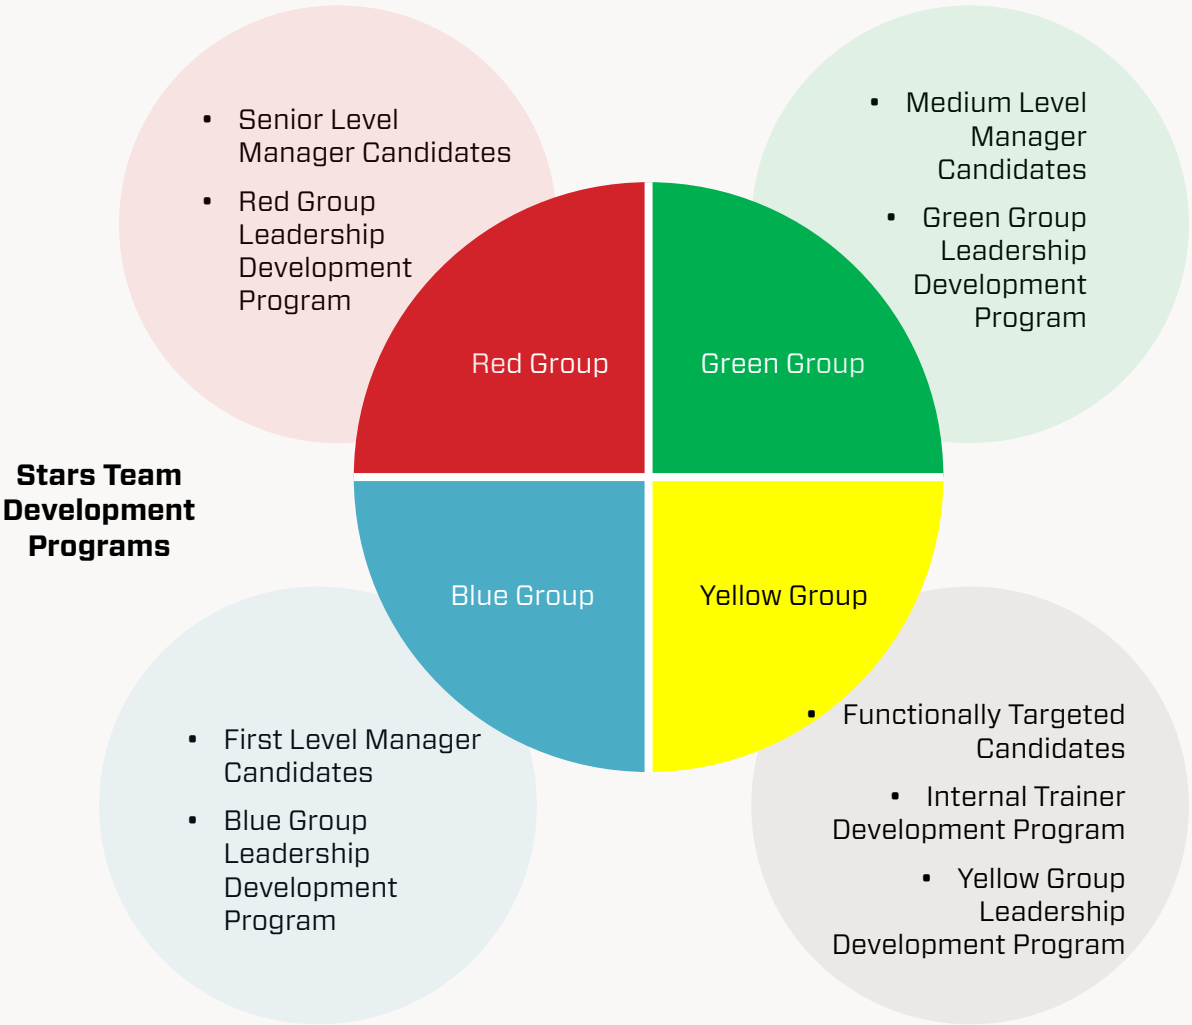 • Senior Level
Manager Candidates
• Red Group
Leadership
Development
Program
• Medium Level
Manager
Candidates
• Green Group
Leadership
Development
Program
Red Group
Green Group
Stars Team
Development
Programs
Blue Group
Yellow Group
• First Level Manager
Candidates
• Blue Group
Leadership
Development
Program
• Functionally Targeted
Candidates
• Internal Trainer
Development Program
• Yellow Group
Leadership
Development Program